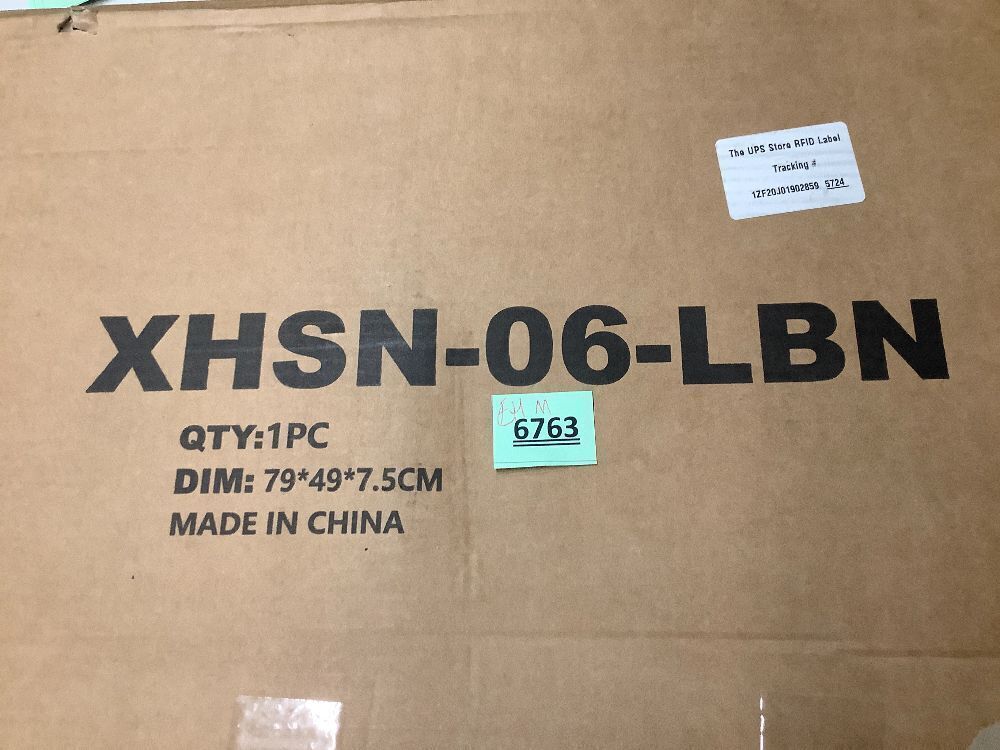 The UPS Store RFID Label
Tracking #
1ZF20J01902859 5724
XHSN-06-LBN
6763
QTY:1PC
DIM: 79*49*7.5CM
MADE IN CHINA